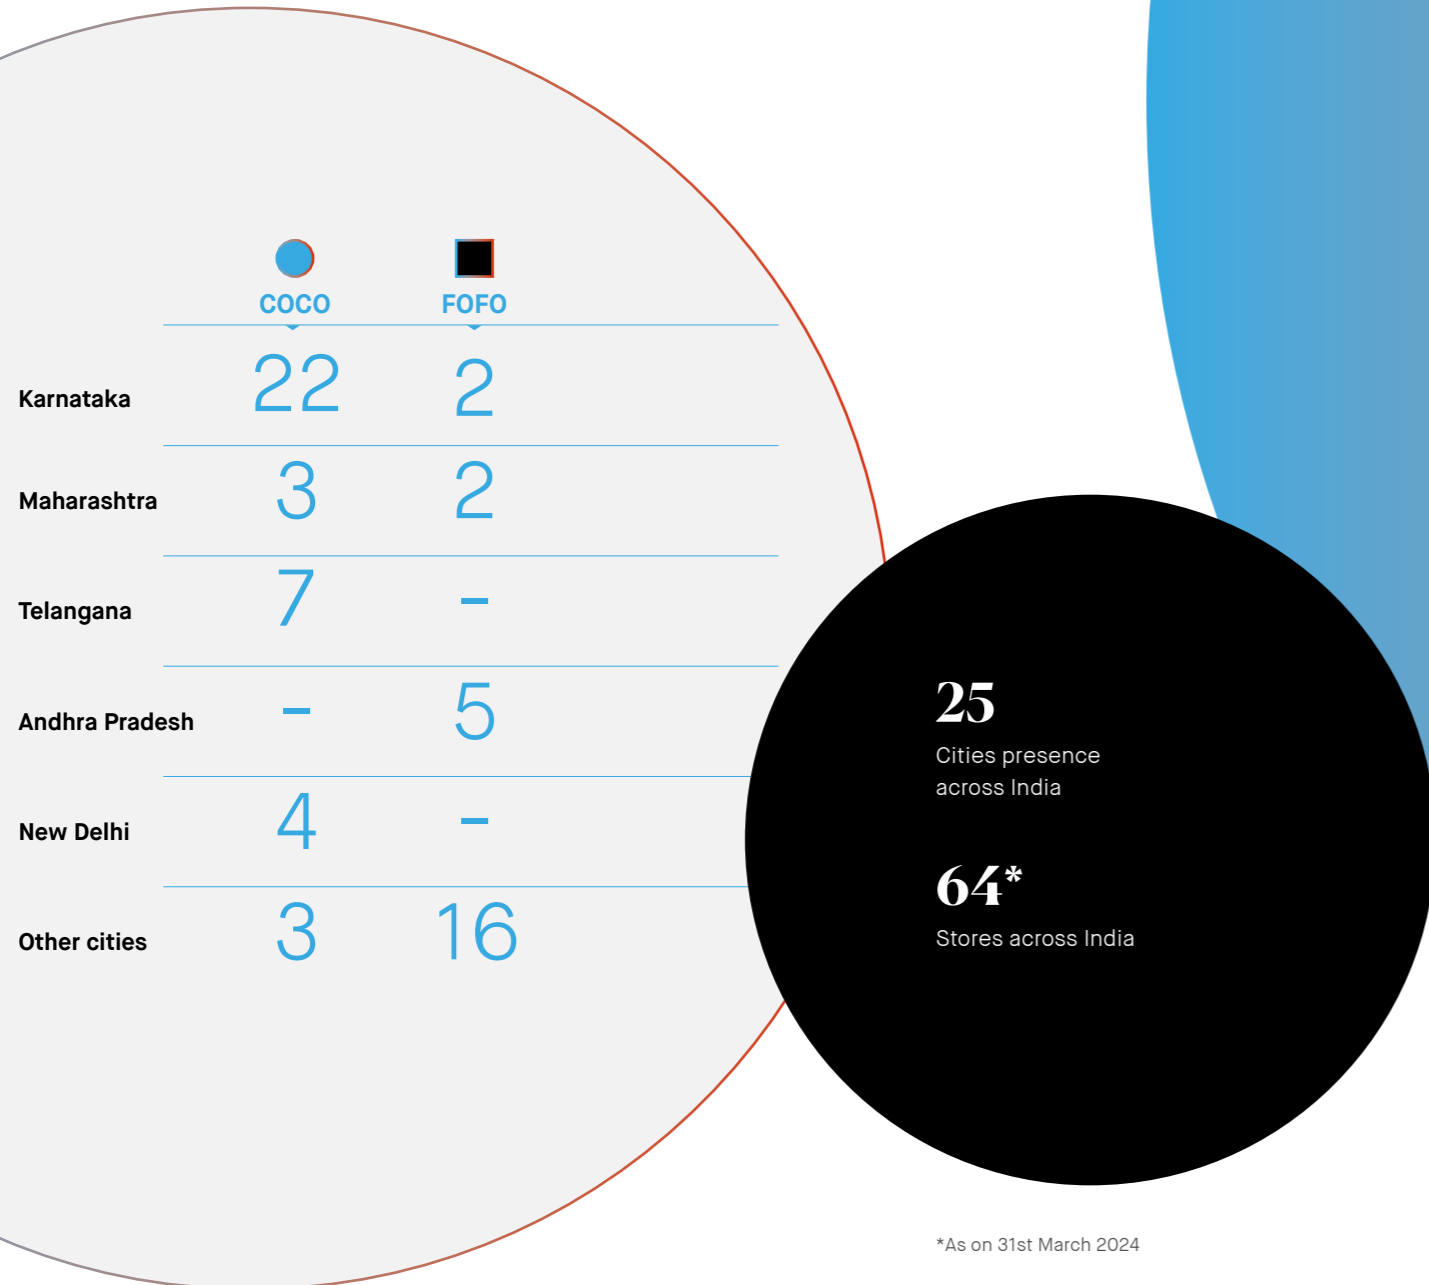 COCO FOFO
Karnataka 22 2
Maharashtra 3 2
Telangana 7 -
Andhra Pradesh - 5
New Delhi 4 -
Other cities 3 16
25
Cities presence
across India
64*
Stores across India
*As on 31st March 2024